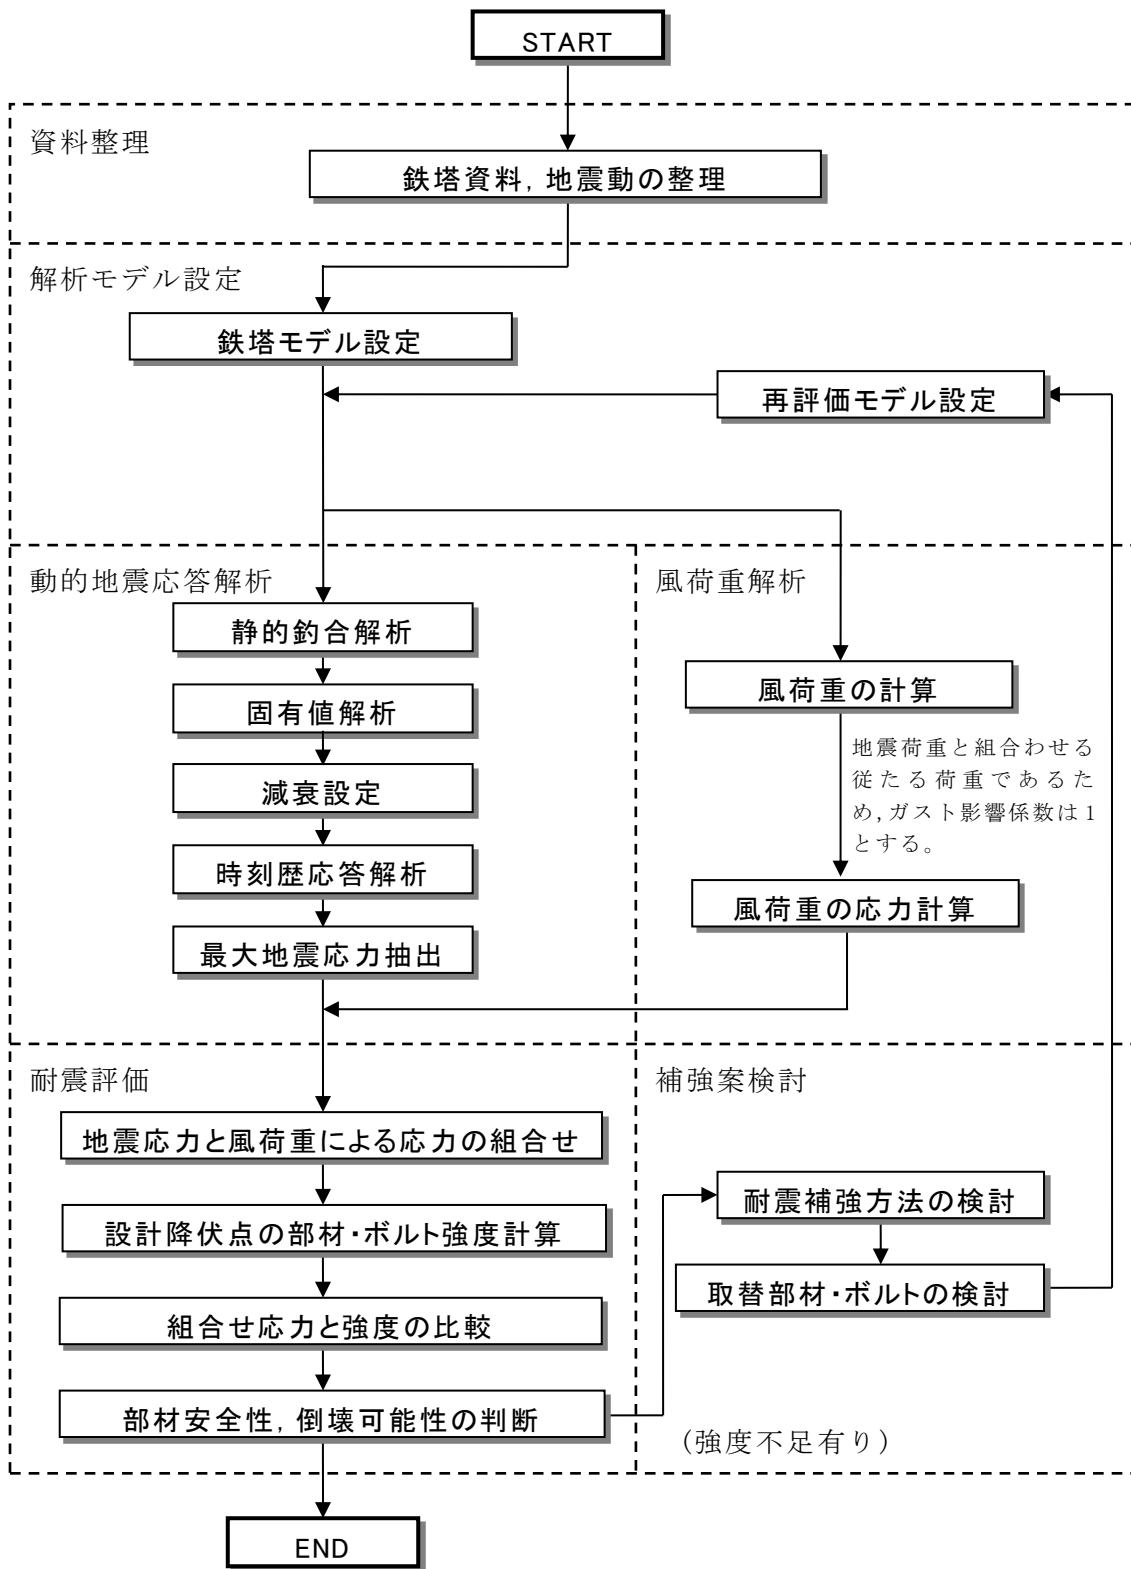 START
資料整理
鉄塔資料,地震動の整理
解析モデル設定
鉄塔モデル設定
再評価モデル設定
動的地震応答解析
静的釣合解析
固有値解析
減衰設定
時刻歴応答解析
最大地震応力抽出
風荷重解析
風荷重の計算
地震荷重と組合わせる
従たる荷重であるた
め,ガスト影響係数は1
とする。
風荷重の応力計算
耐震評価
地震応力と風荷重による応力の組合せ
設計降伏点の部材・ボルト強度計算
組合せ応力と強度の比較
部材安全性,倒壊可能性の判断
補強案検討
耐震補強方法の検討
取替部材・ボルトの検討
(強度不足有り)
END